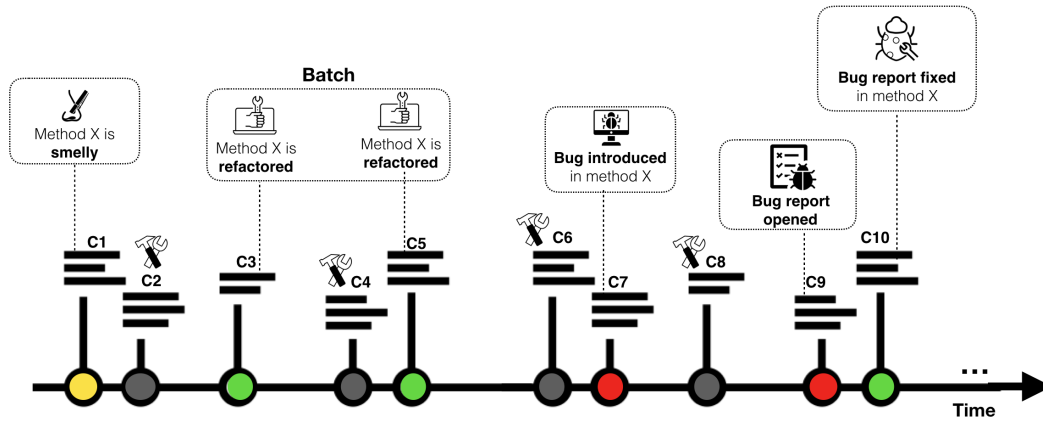 Batch
Method X is
smelly
Method X is
refactored
Method X is
refactored
Bug introduced
in method X
Bug report
opened
Bug report fixed
in method X
C1
C2
C3
C4
C5
C6
C7
C8
C9
C10
...
Time